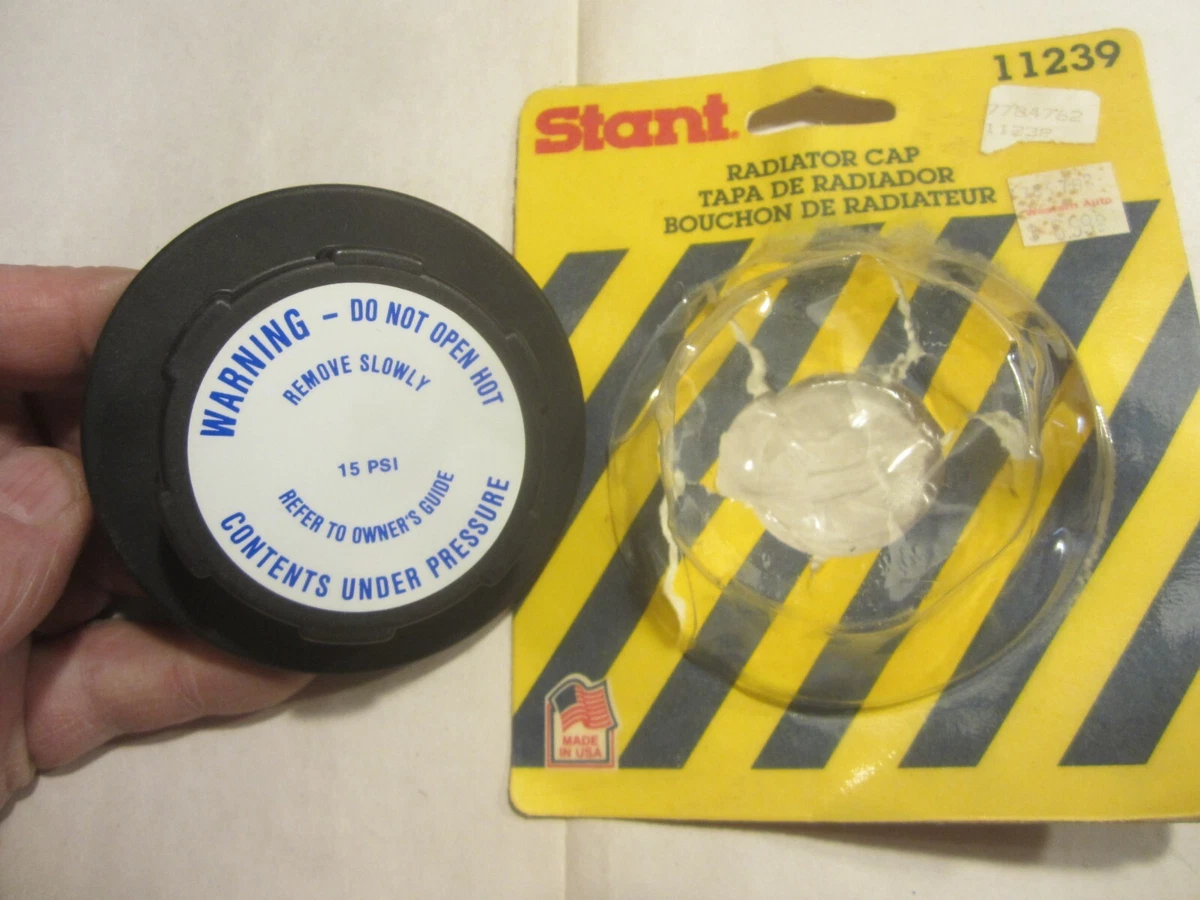 WARNING – DO NOT OPEN HOT
REMOVE SLOWLY
15 PSI
REFER TO OWNER'S GUIDE
CONTENTS UNDER PRESSURE
11239
Stant
7784762
RADIATOR CAP
TAPA DE RADIADOR
BOUCHON DE RADIATEUR
Auto
MADE
IN USA